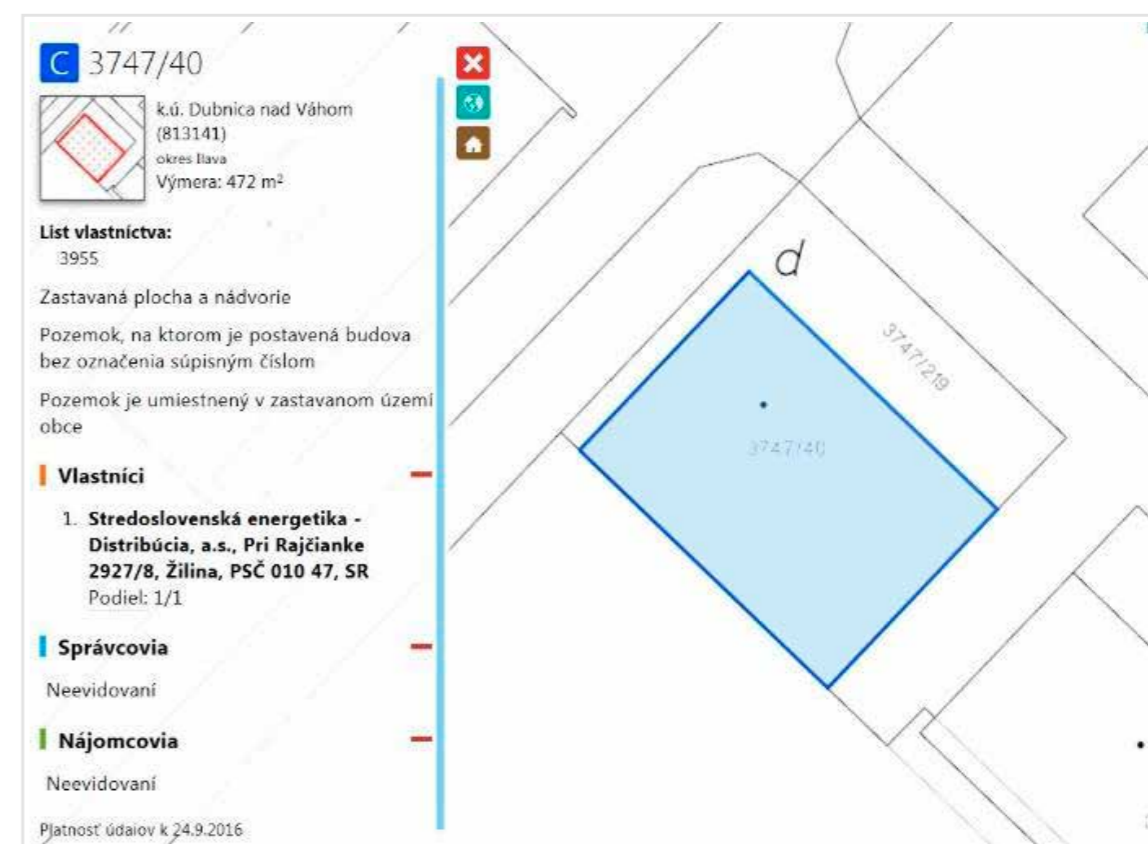 C 3747/40
k.ú. Dubnica nad Váhom
(813141)
okres Ilava
Výmera: 472 m²
List vlastníctva:
3955
Zastavaná plocha a nádvorie
Pozemok, na ktorom je postavená budova
bez označenia súpisným číslom
Pozemok je umiestnený v zastavanom území
obce
Vlastníci
1. Stredoslovenská energetika -
Distribúcia, a.s., Pri Rajčianke
2927/8, Žilina, PSČ 010 47, SR
Podiel: 1/1
Správcovia
Neevidovaní
Nájomcovia
Neevidovaní
Platnosť údajov k 24.9.2016
d
3747/219
3747/40